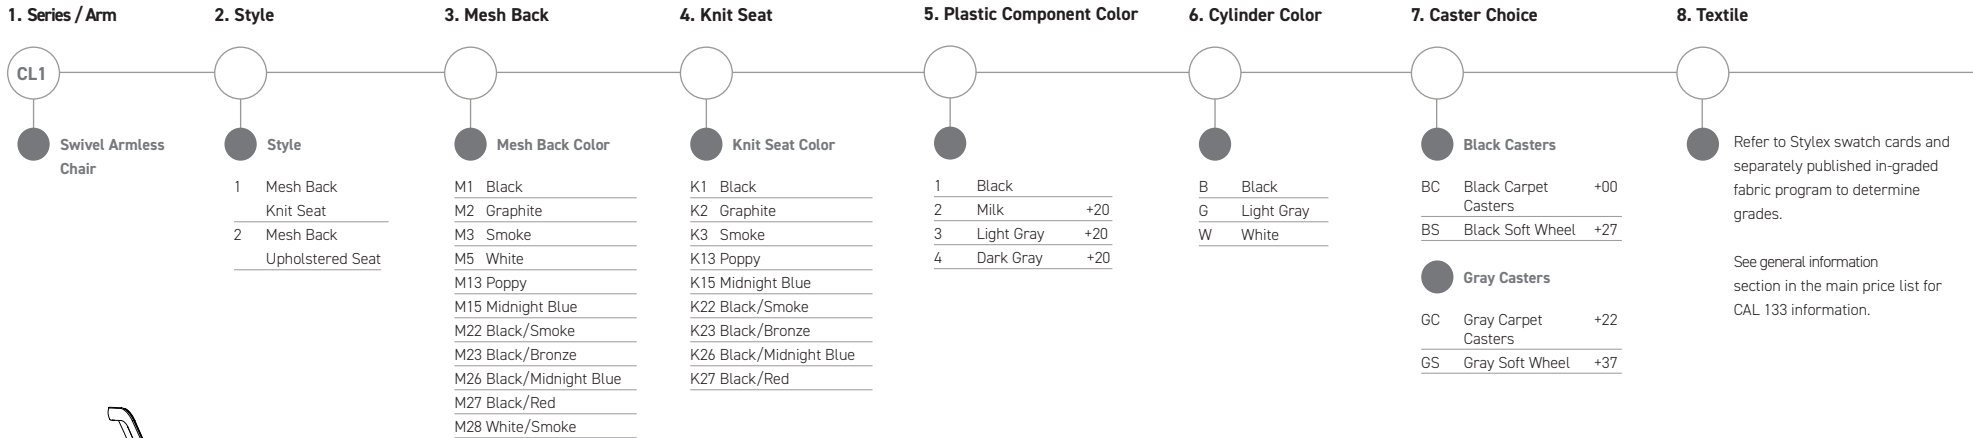 1. Series / Arm
CL1
Swivel Armless
Chair
2. Style
Style
1 Mesh Back
Knit Seat
2 Mesh Back
Upholstered Seat
3. Mesh Back
Mesh Back Color
M1 Black
M2 Graphite
M3 Smoke
M5 White
M13 Poppy
M15 Midnight Blue
M22 Black/Smoke
M23 Black/Bronze
M26 Black/Midnight Blue
M27 Black/Red
M28 White/Smoke
4. Knit Seat
Knit Seat Color
K1 Black
K2 Graphite
K3 Smoke
K13 Poppy
K15 Midnight Blue
K22 Black/Smoke
K23 Black/Bronze
K26 Black/Midnight Blue
K27 Black/Red
5. Plastic Component Color
1 Black
2 Milk +20
3 Light Gray +20
4 Dark Gray +20
6. Cylinder Color
B Black
G Light Gray
W White
7. Caster Choice
Black Casters
BC Black Carpet +00
Casters
BS Black Soft Wheel +27
Gray Casters
GC Gray Carpet +22
Casters
GS Gray Soft Wheel +37
8. Textile
Refer to Stylex swatch cards and
separately published in-graded
fabric program to determine
grades.
See general information
section in the main price list for
CAL 133 information.